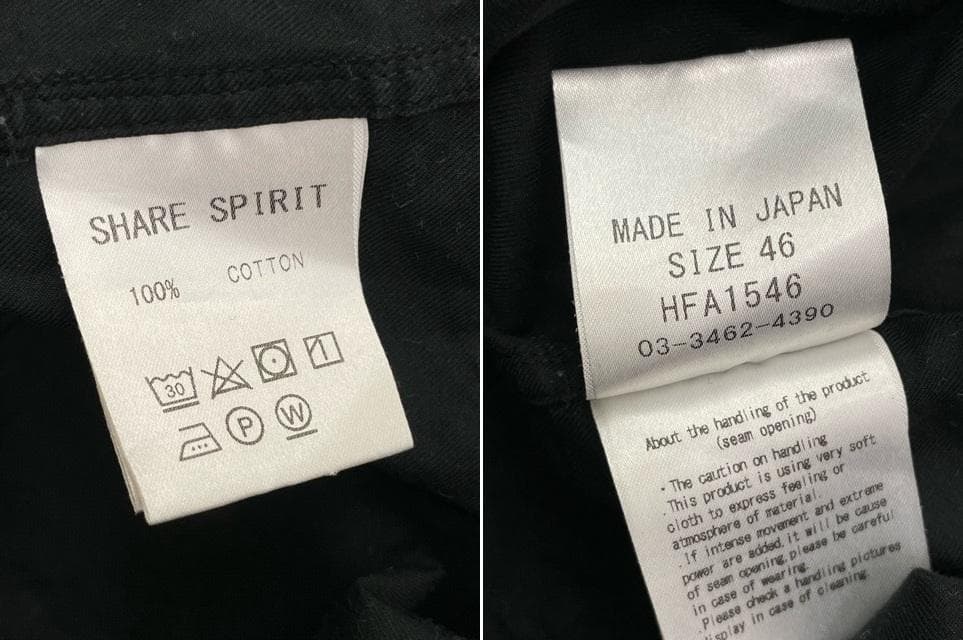 SHARE SPIRIT
100% COTTON
30
P W
MADE IN JAPAN
SIZE 46
HFA1546
03-3462-4390
About the handling of the product
(seam opening)
・The caution on handling
.This product is using very soft
cloth to express feeling or
atmosphere of material.
.If intense movement and extreme
power are added, it will be cause
of seam opening, please be careful
in case of wearing.
.Please check a handling pictures
display in case of cleaning.